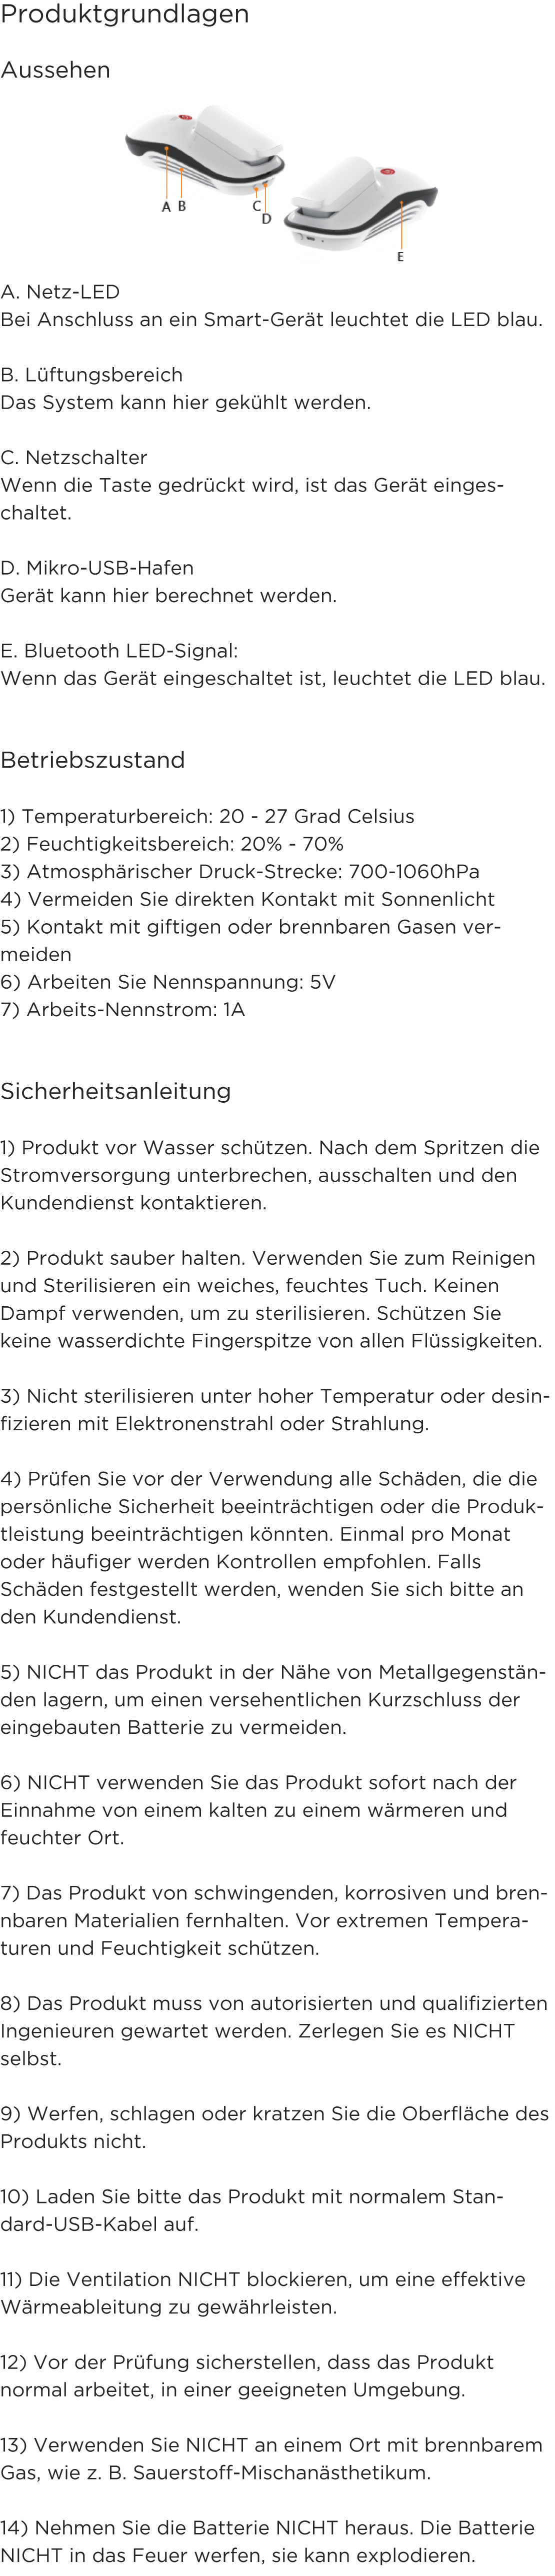 Produktgrundlagen
Aussehen
A B
C
D
E
A. Netz-LED
Bei Anschluss an ein Smart-Gerät leuchtet die LED blau.
B. Lüftungsbereich
Das System kann hier gekühlt werden.
C. Netzschalter
Wenn die Taste gedrückt wird, ist das Gerät einges-
chaltet.
D. Mikro-USB-Hafen
Gerät kann hier berechnet werden.
E. Bluetooth LED-Signal:
Wenn das Gerät eingeschaltet ist, leuchtet die LED blau.
Betriebszustand
1) Temperaturbereich: 20 - 27 Grad Celsius
2) Feuchtigkeitsbereich: 20% - 70%
3) Atmosphärischer Druck-Strecke: 700-1060hPa
4) Vermeiden Sie direkten Kontakt mit Sonnenlicht
5) Kontakt mit giftigen oder brennbaren Gasen ver-
meiden
6) Arbeiten Sie Nennspannung: 5V
7) Arbeits-Nennstrom: 1A
Sicherheitsanleitung
1) Produkt vor Wasser schützen. Nach dem Spritzen die
Stromversorgung unterbrechen, ausschalten und den
Kundendienst kontaktieren.
2) Produkt sauber halten. Verwenden Sie zum Reinigen
und Sterilisieren ein weiches, feuchtes Tuch. Keinen
Dampf verwenden, um zu sterilisieren. Schützen Sie
keine wasserdichte Fingerspitze von allen Flüssigkeiten.
3) Nicht sterilisieren unter hoher Temperatur oder desin-
fizieren mit Elektronenstrahl oder Strahlung.
4) Prüfen Sie vor der Verwendung alle Schäden, die die
persönliche Sicherheit beeinträchtigen oder die Produk-
tleistung beeinträchtigen könnten. Einmal pro Monat
oder häufiger werden Kontrollen empfohlen. Falls
Schäden festgestellt werden, wenden Sie sich bitte an
den Kundendienst.
5) NICHT das Produkt in der Nähe von Metallgegenstän-
den lagern, um einen versehentlichen Kurzschluss der
eingebauten Batterie zu vermeiden.
6) NICHT verwenden Sie das Produkt sofort nach der
Einnahme von einem kalten zu einem wärmeren und
feuchter Ort.
7) Das Produkt von schwingenden, korrosiven und bren-
nbaren Materialien fernhalten. Vor extremen Tempera-
turen und Feuchtigkeit schützen.
8) Das Produkt muss von autorisierten und qualifizierten
Ingenieuren gewartet werden. Zerlegen Sie es NICHT
selbst.
9) Werfen, schlagen oder kratzen Sie die Oberfläche des
Produkts nicht.
10) Laden Sie bitte das Produkt mit normalem Stan-
dard-USB-Kabel auf.
11) Die Ventilation NICHT blockieren, um eine effektive
Wärmeableitung zu gewährleisten.
12) Vor der Prüfung sicherstellen, dass das Produkt
normal arbeitet, in einer geeigneten Umgebung.
13) Verwenden Sie NICHT an einem Ort mit brennbarem
Gas, wie z. B. Sauerstoff-Mischanästhetikum.
14) Nehmen Sie die Batterie NICHT heraus. Die Batterie
NICHT in das Feuer werfen, sie kann explodieren.